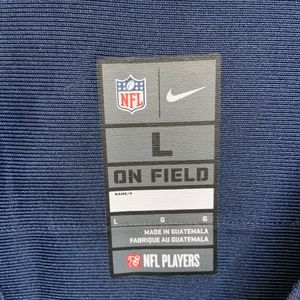 NFL
L
ON FIELD
NAME/#
L G G
MADE IN GUATEMALA
FABRIQUE AU GUATEMALA
NFL PLAYERS